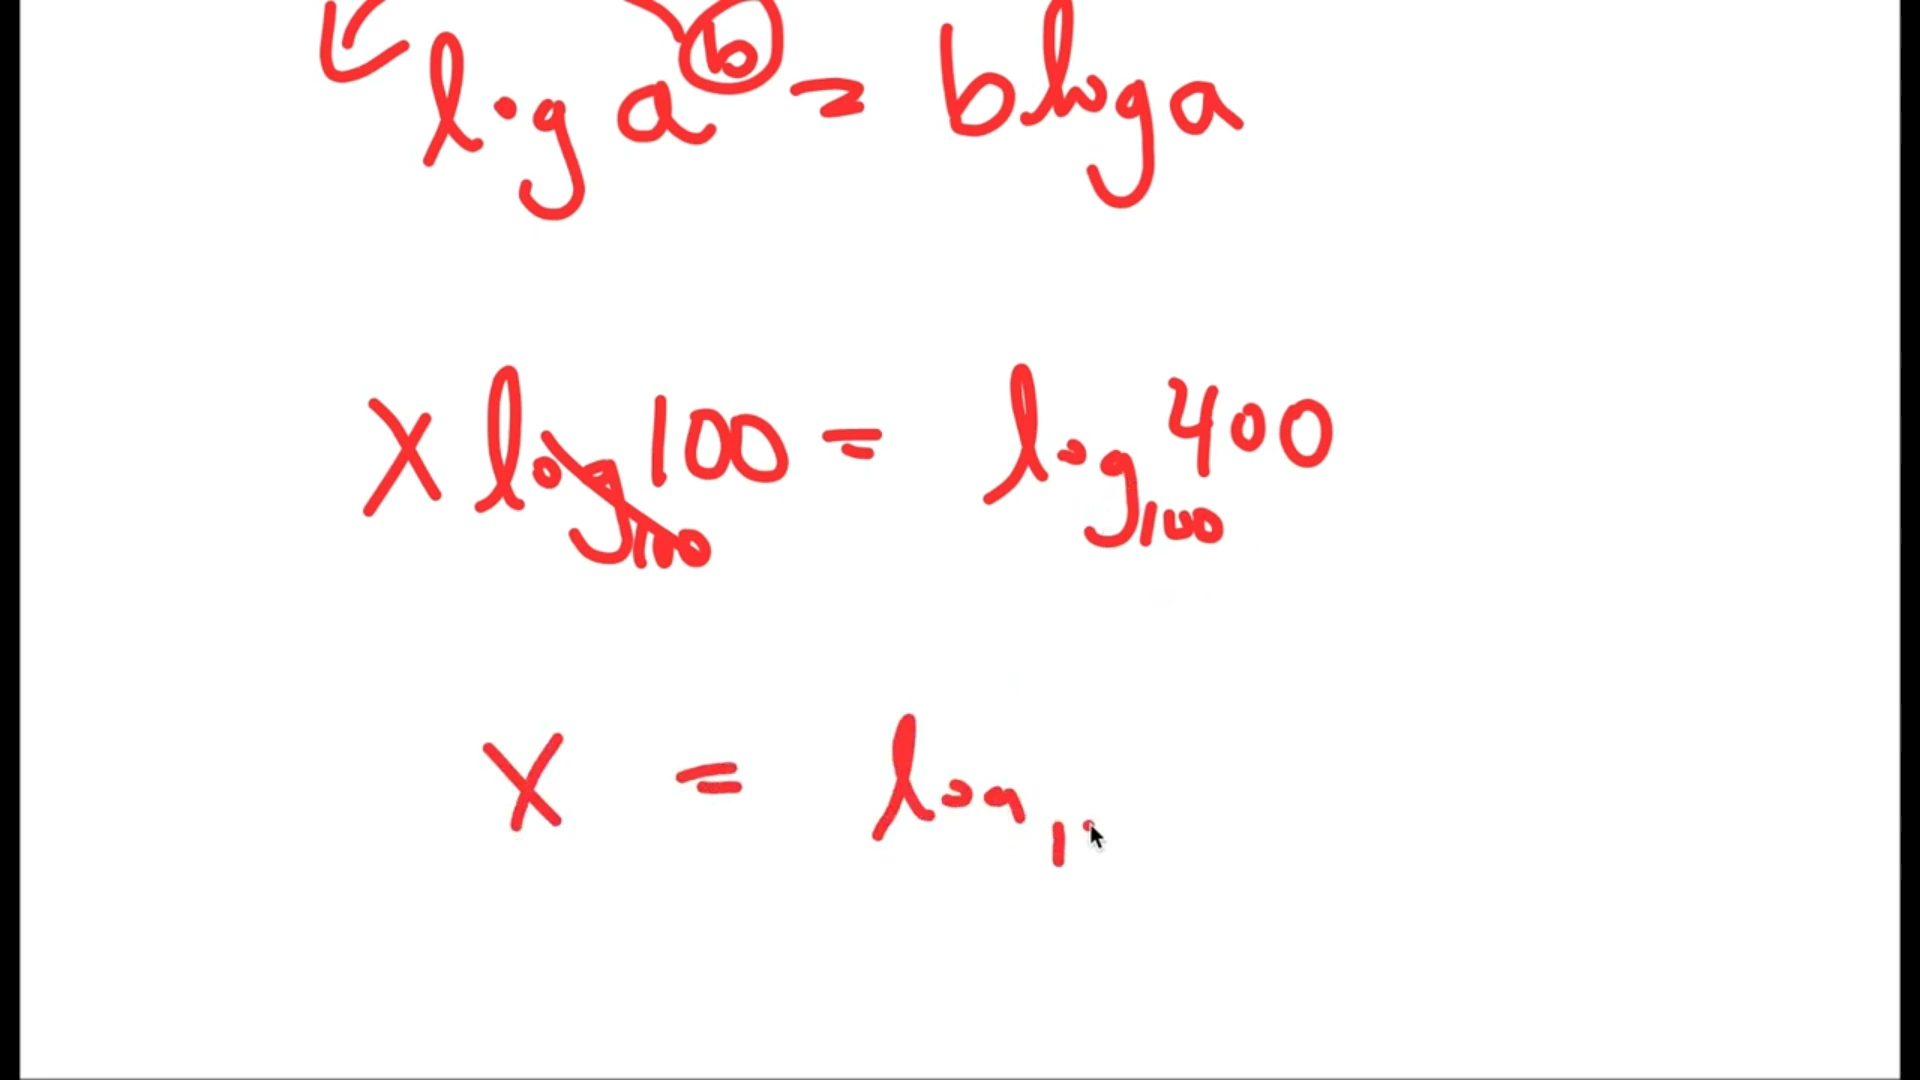 log a^b = b log a
x log_100 100 = log_100 400
x = log_1